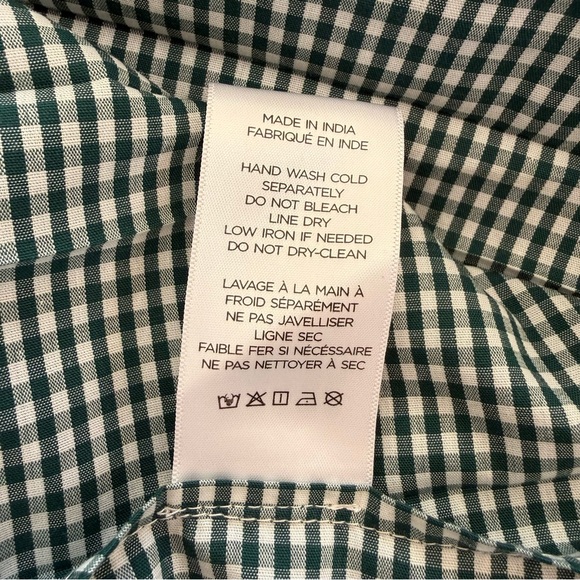 MADE IN INDIA
FABRIQUÉ EN INDE
HAND WASH COLD
SEPARATELY
DO NOT BLEACH
LINE DRY
LOW IRON IF NEEDED
DO NOT DRY-CLEAN
LAVAGE À LA MAIN À
FROID SÉPARÉMENT
NE PAS JAVELLISER
LIGNE SEC
FAIBLE FER SI NÉCESSAIRE
NE PAS NETTOYER À SEC